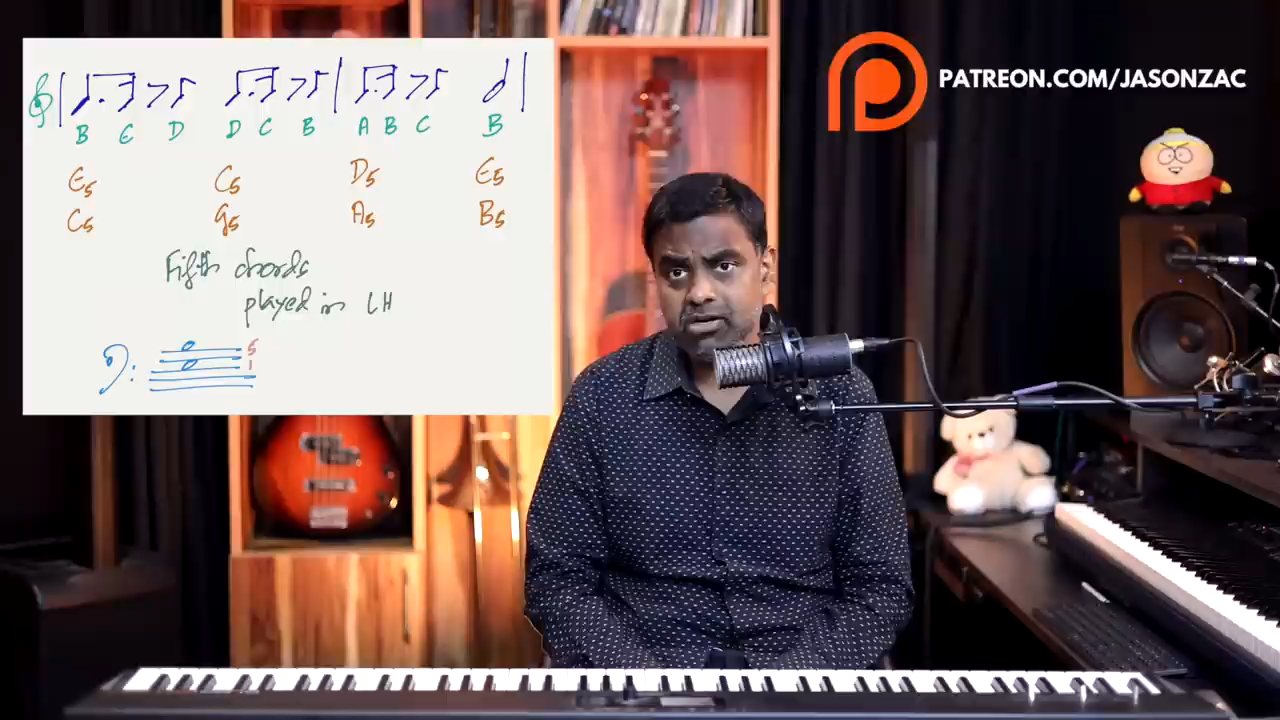 B E D D C B A B C B
E5 C5 D5 E5
C5 G5 A5 B5
Fifth chords
played in LH
5
1
PATREON.COM/JASONZAC